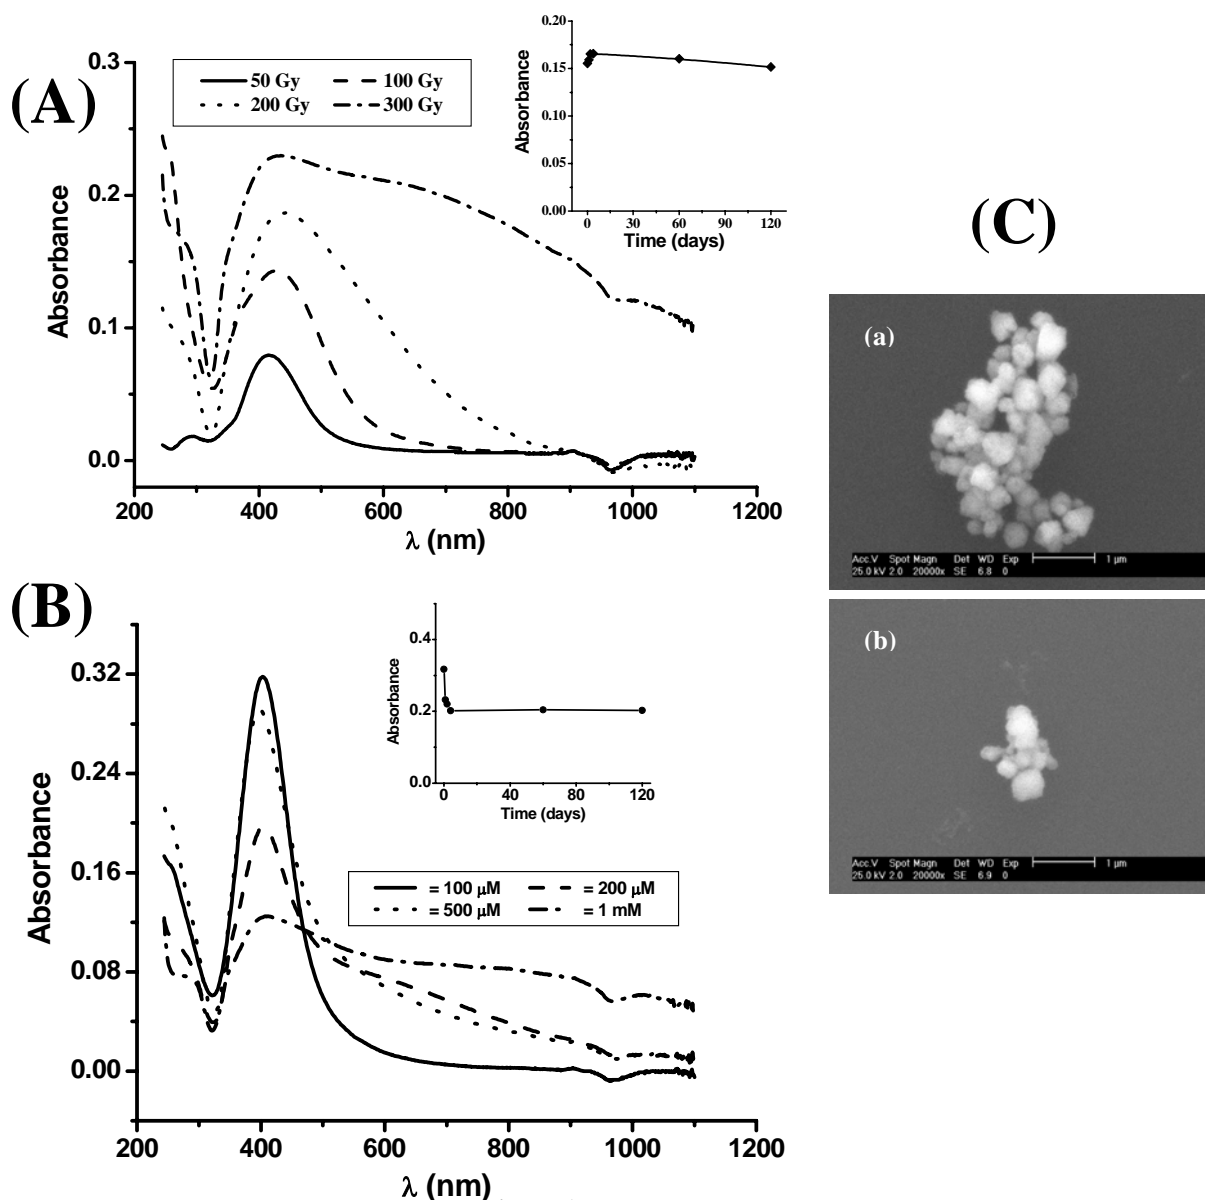 (A)
0.3
0.2
0.1
0.0
Absorbance
50 Gy
100 Gy
200 Gy
300 Gy
200
400
600
800
1000
1200
λ (nm)
0.20
0.15
0.10
0.05
0.00
Absorbance
0
30
60
90
120
Time (days)
(B)
0.32
0.24
0.16
0.08
0.00
Absorbance
0.4
0.2
0.0
Absorbance
0
40
80
120
Time (days)
= 100 μM
= 200 μM
= 500 μM
= 1 mM
200
400
600
800
1000
1200
λ (nm)
(C)
(a)
Acc.V Spot Magn Det WD Exp 1 μm
25.0 kV 2.0 20000x SE 6.8 0
(b)
Acc.V Spot Magn Det WD Exp 1 μm
25.0 kV 2.0 20000x SE 6.9 0